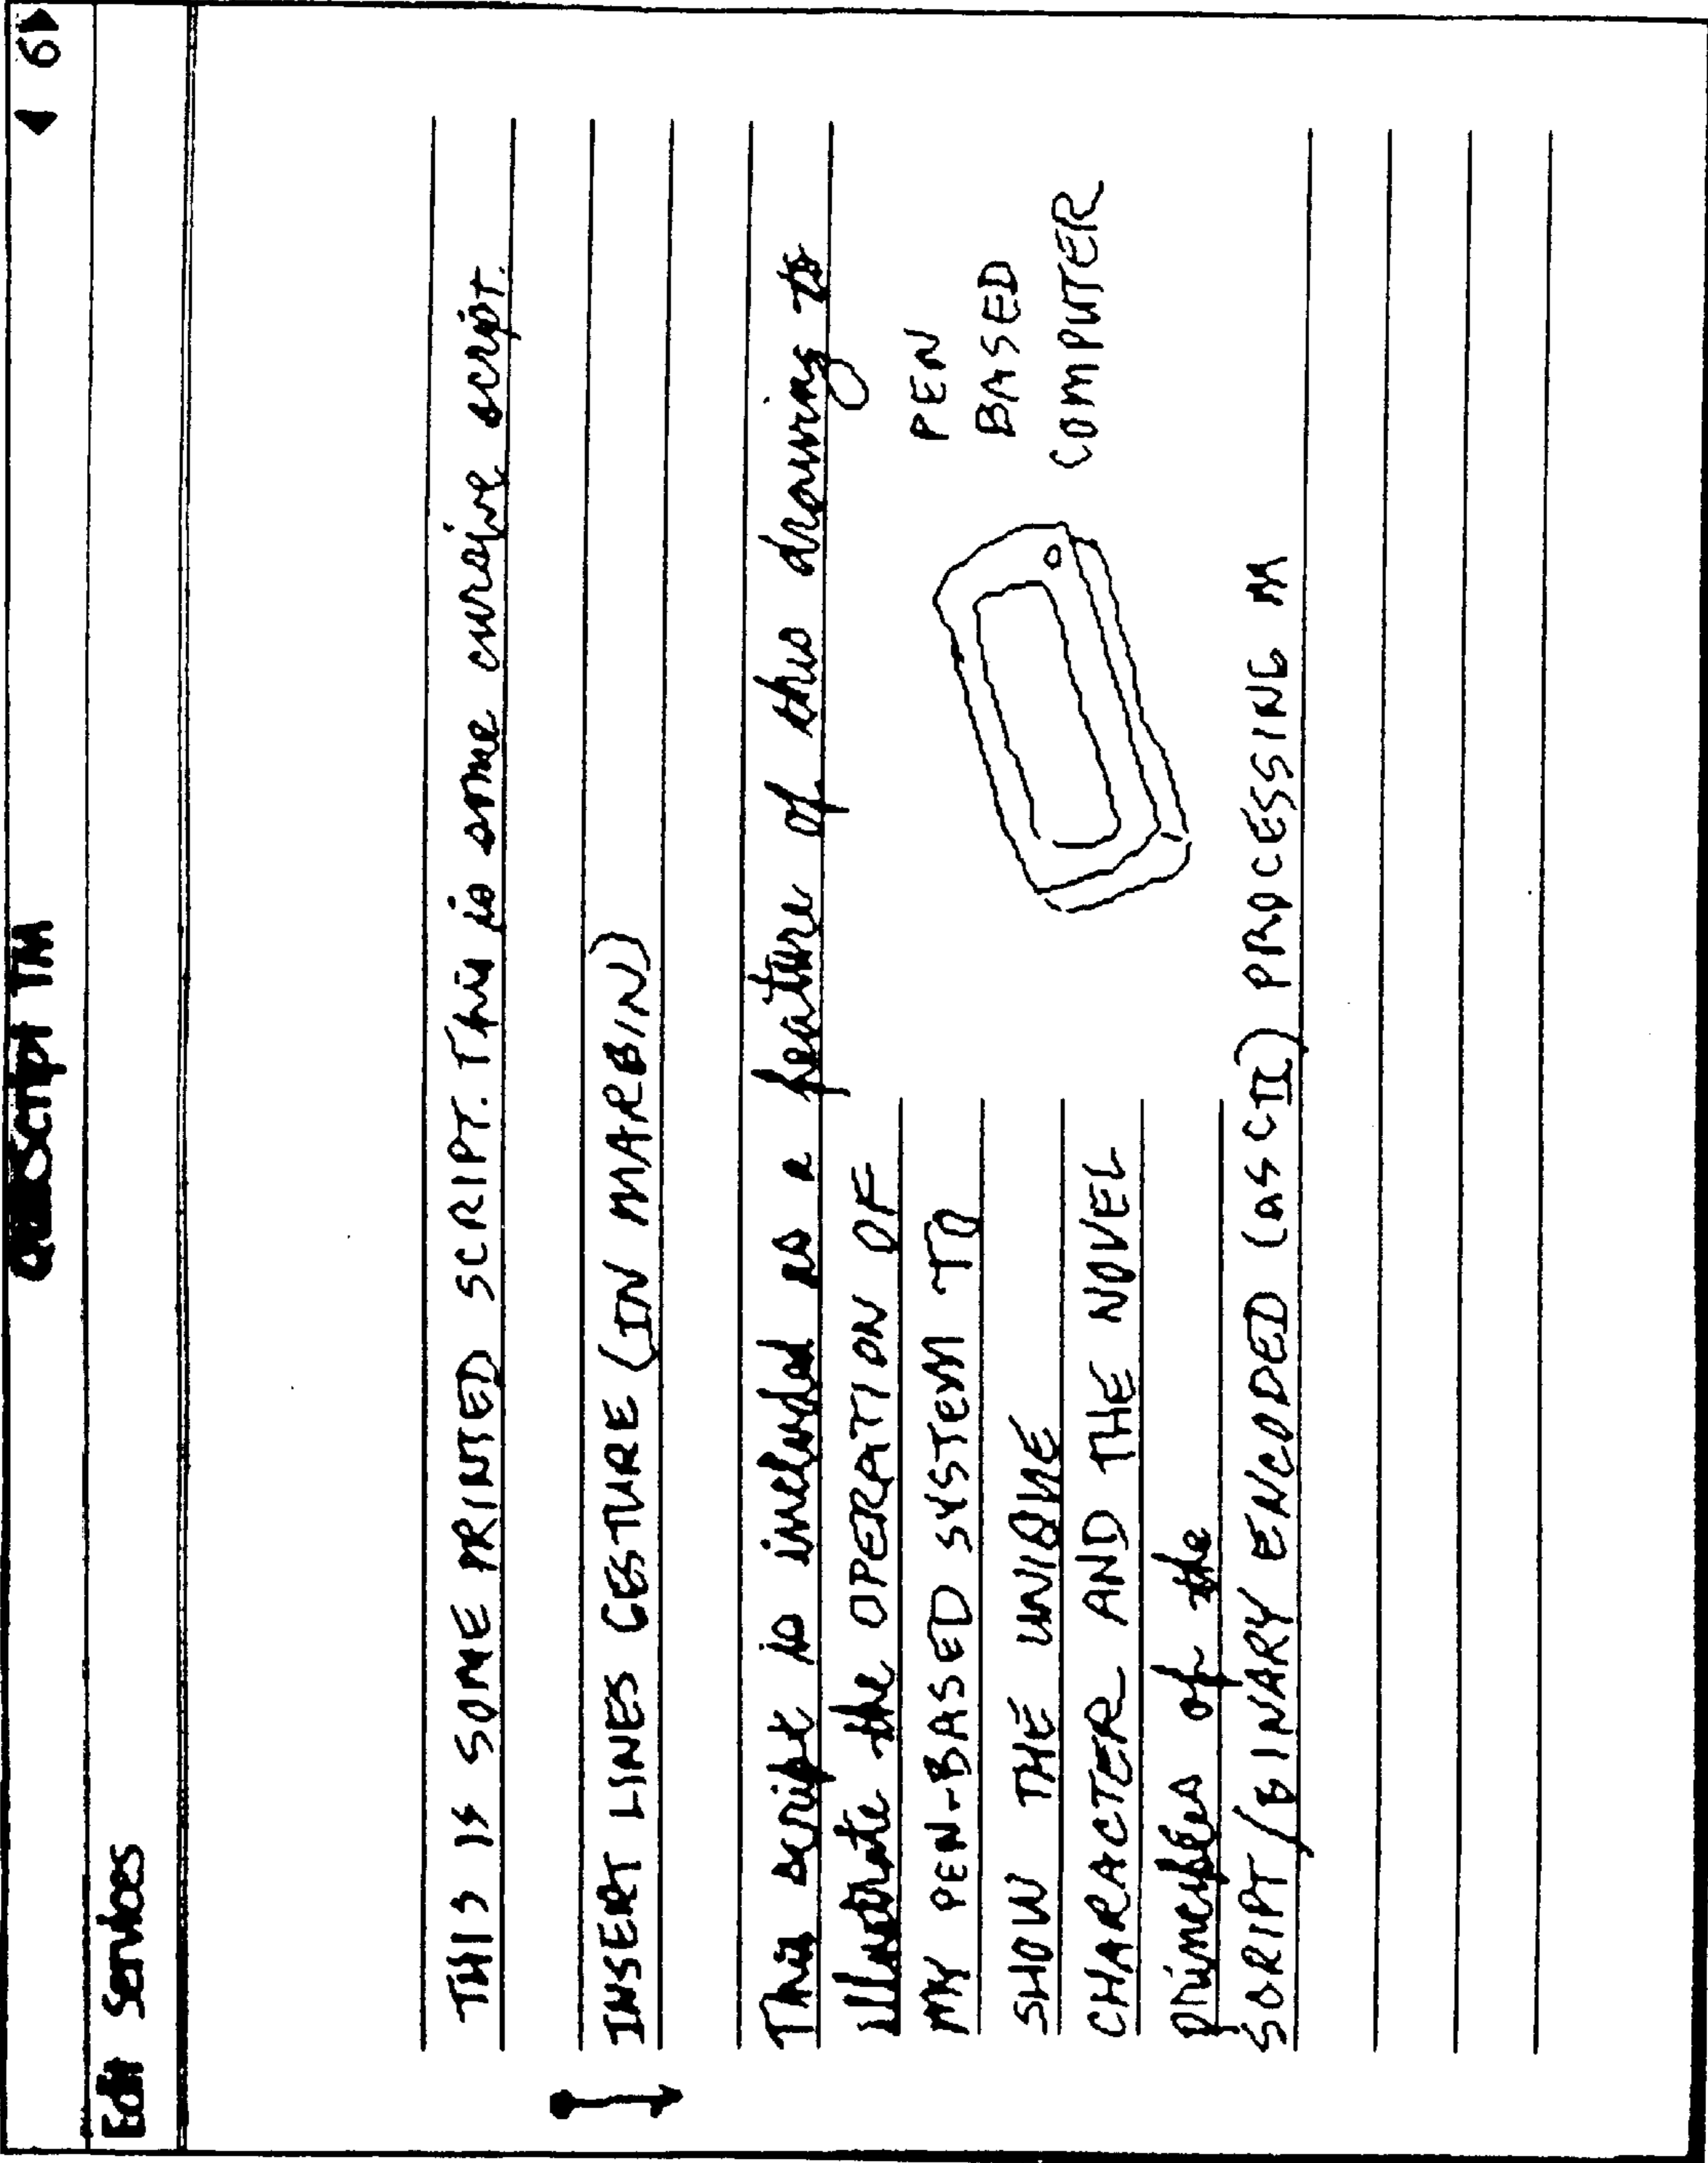 Script TM
◀ 6 ▶
Edit Services
THIS IS SOME PRINTED SCRIPT. This is some cursive script.
INSERT LINES GESTURE (IN MARGIN)
This script is included as a feature of this drawing to
illustrate the OPERATION OF
MY PEN-BASED SYSTEM TO
SHOW THE UNIQUE
CHARACTER AND THE NOVEL
principles of the
SCRIPT/BINARY ENCODED (ASCII) PROCESSING M
PEN
BASED
COMPUTER